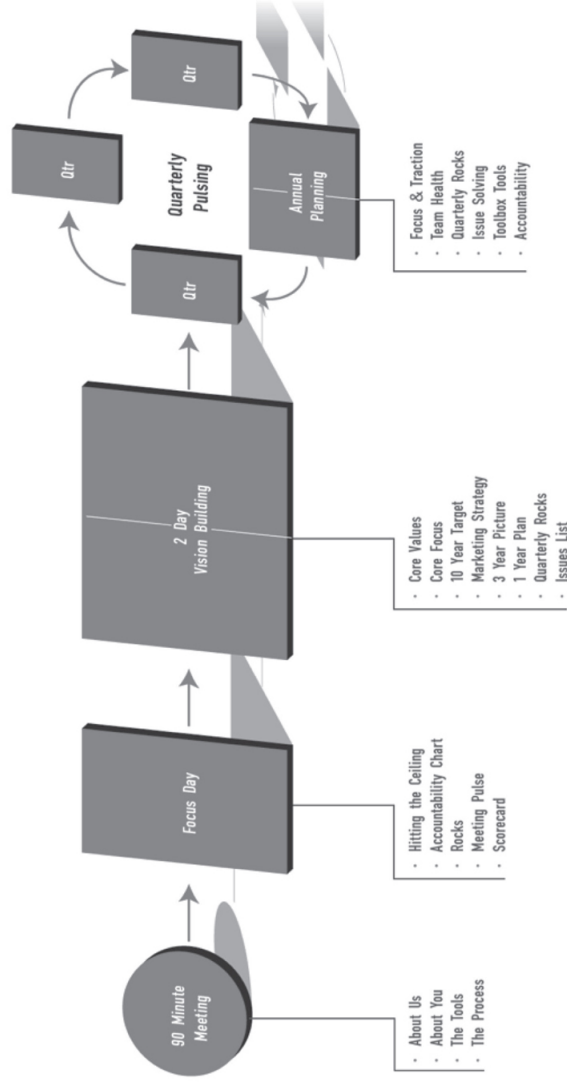 90 Minute
Meeting
Focus Day
2 Day
Vision Building
Qtr
Qtr
Qtr
Annual
Planning
Quarterly
Pulsing
· About Us
· About You
· The Tools
· The Process
· Hitting the Ceiling
· Accountability Chart
· Rocks
· Meeting Pulse
· Scorecard
· Core Values
· Core Focus
· 10 Year Target
· Marketing Strategy
· 3 Year Picture
· 1 Year Plan
· Quarterly Rocks
· Issues List
· Focus & Traction
· Team Health
· Quarterly Rocks
· Issue Solving
· Toolbox Tools
· Accountability